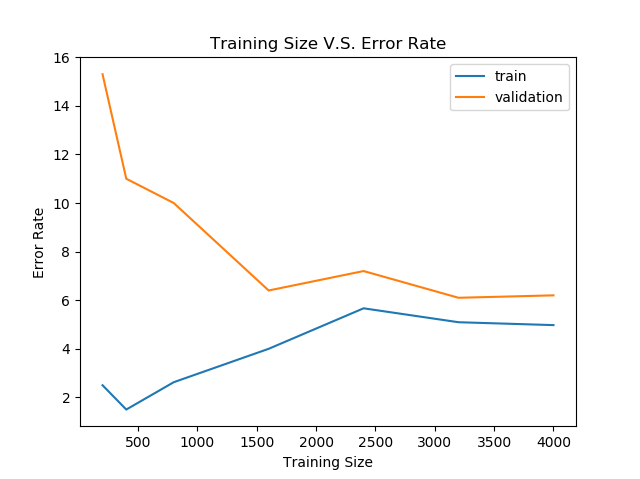 Training Size V.S. Error Rate
train
validation
16
14
12
10
8
6
4
2
Error Rate
500 1000 1500 2000 2500 3000 3500 4000
Training Size